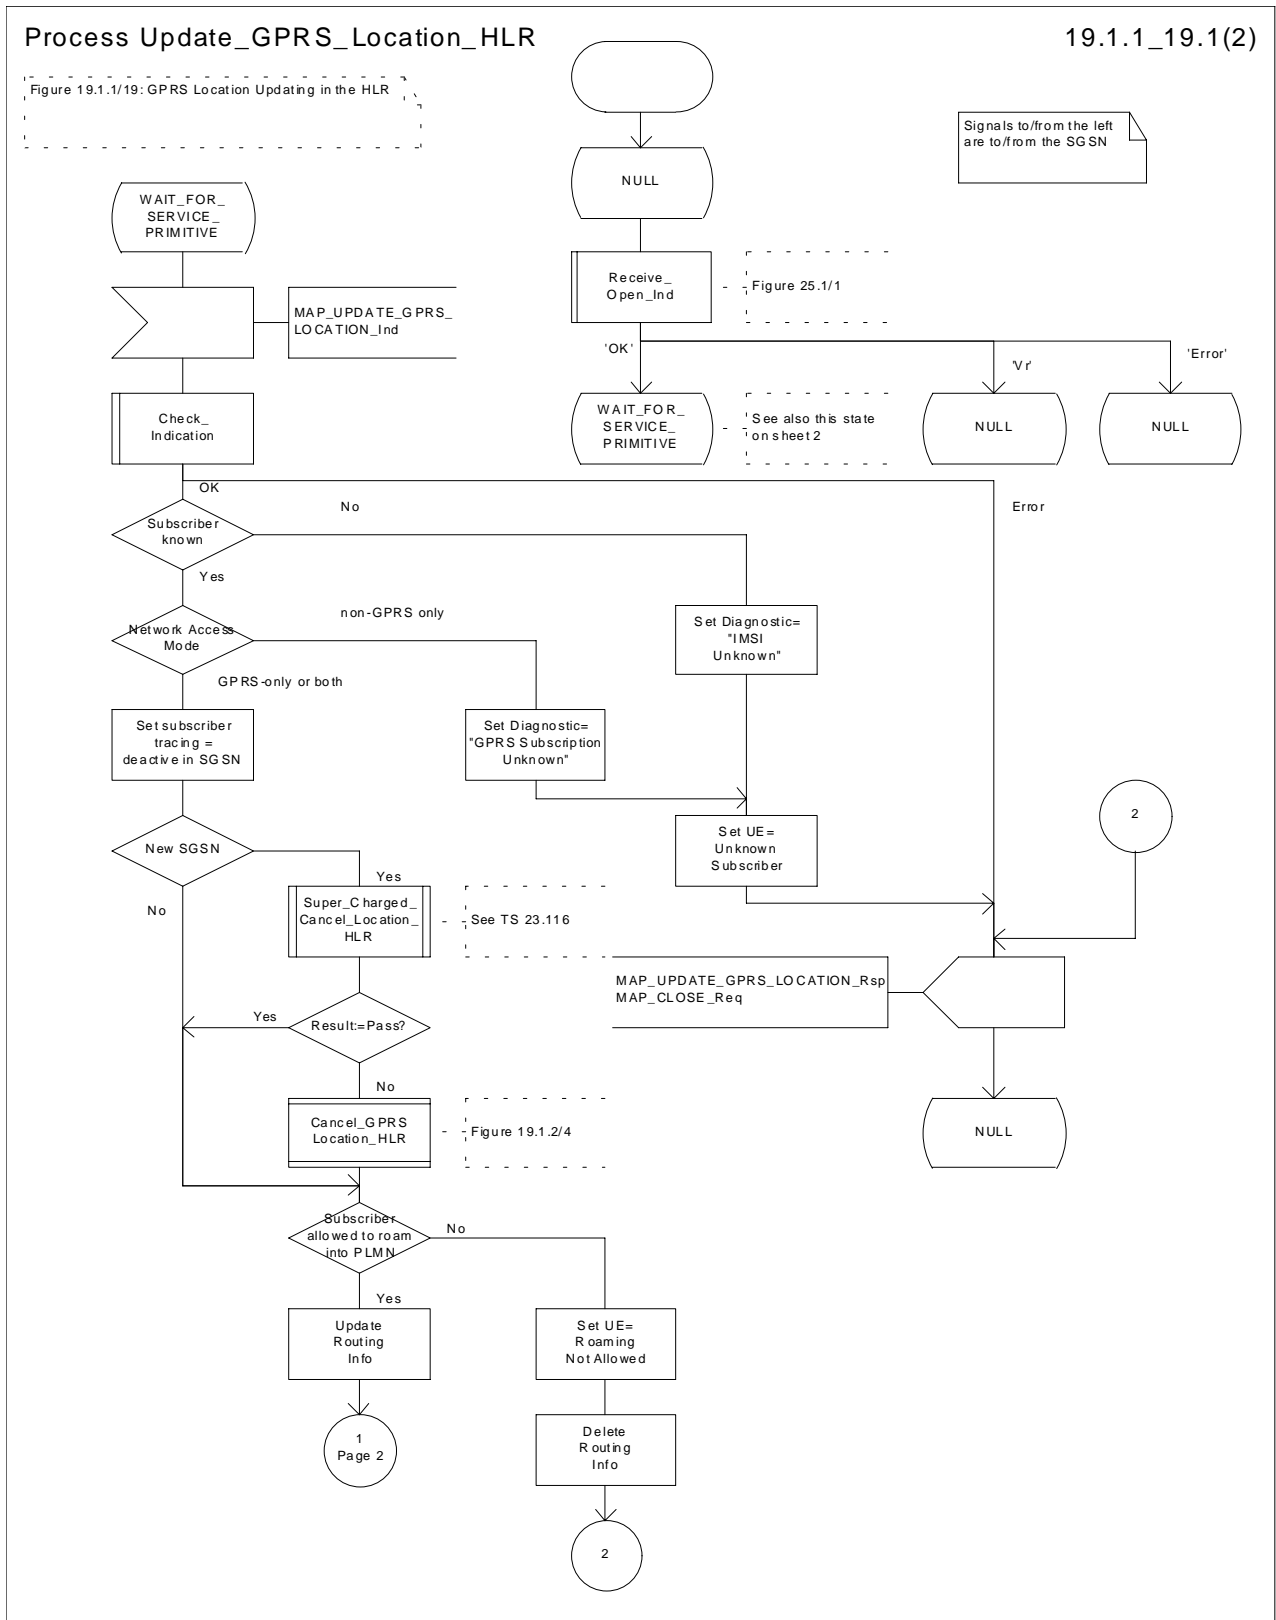 Process Update_GPRS_Location_HLR
19.1.1_19.1(2)
Figure 19.1.1/19: GPRS Location Updating in the HLR
Signals to/from the left
are to/from the SGSN
NULL
WAIT_FOR_
SERVICE_
PRIMITIVE
Receive_
Open_Ind
Figure 25.1/1
MAP_UPDATE_GPRS_
LOCATION_Ind
'OK'
'Vr'
'Error'
Check_
Indication
WAIT_FOR_
SERVICE_
PRIMITIVE
See also this state
on sheet 2
NULL
NULL
OK
No
Error
Subscriber
known
Yes
Network Access
Mode
non-GPRS only
Set Diagnostic=
"IMSI
Unknown"
GPRS-only or both
Set subscriber
tracing =
deactive in SGSN
Set Diagnostic=
"GPRS Subscription
Unknown"
2
New SGSN
Set UE=
Unknown
Subscriber
Yes
No
Super_Charged_
Cancel_Location_
HLR
See TS 23.116
MAP_UPDATE_GPRS_LOCATION_Rsp
MAP_CLOSE_Req
Yes
Result:=Pass?
No
Cancel_GPRS
Location_HLR
Figure 19.1.2/4
NULL
Subscriber
allowed to roam
into PLMN
No
Yes
Update
Routing
Info
Set UE=
Roaming
Not Allowed
1
Page 2
Delete
Routing
Info
2